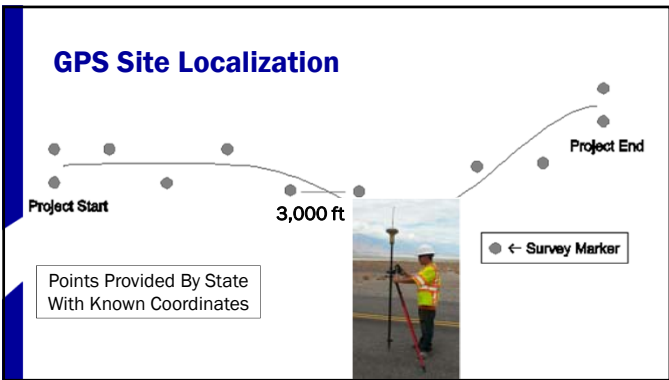 GPS Site Localization
Project End
Project Start
3,000 ft
← Survey Marker
Points Provided By State
With Known Coordinates